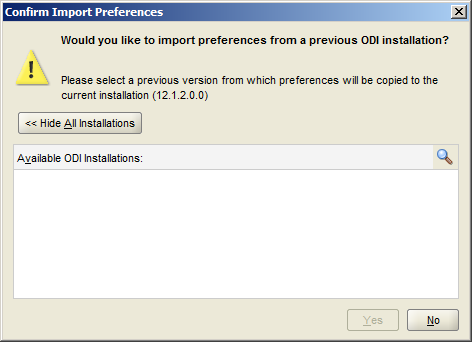 Confirm Import Preferences
Would you like to import preferences from a previous ODI installation?
Please select a previous version from which preferences will be copied to the
current installation (12.1.2.0.0)
<< Hide All Installations
Available ODI Installations:
Yes
No